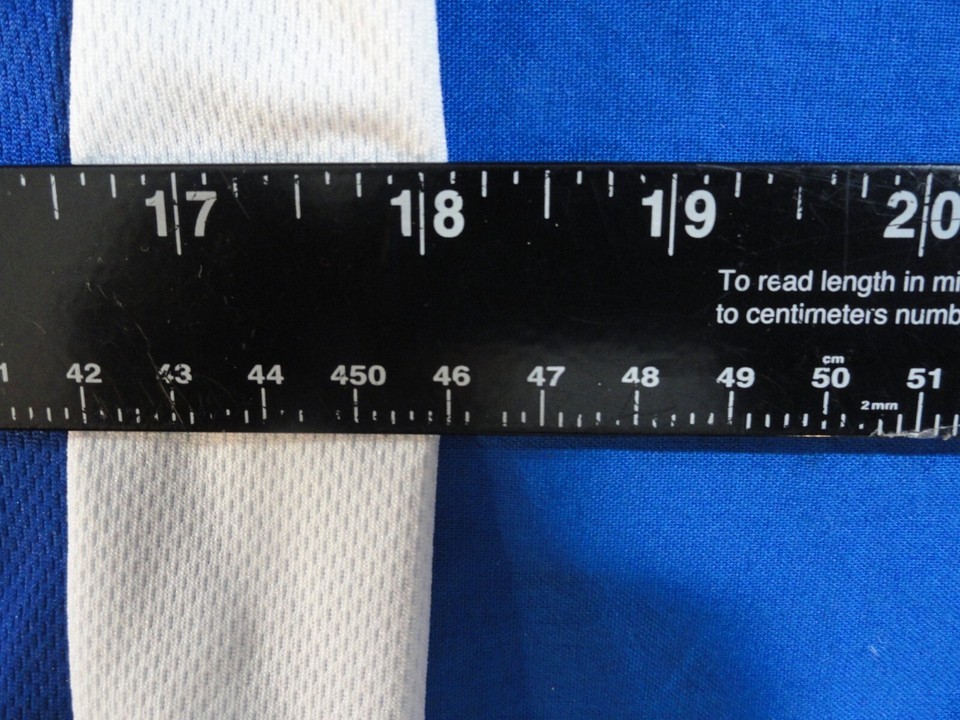 17 18 19 20
To read length in mi
to centimeters numb
cm
1 42 43 44 450 46 47 48 49 50 51
2mm